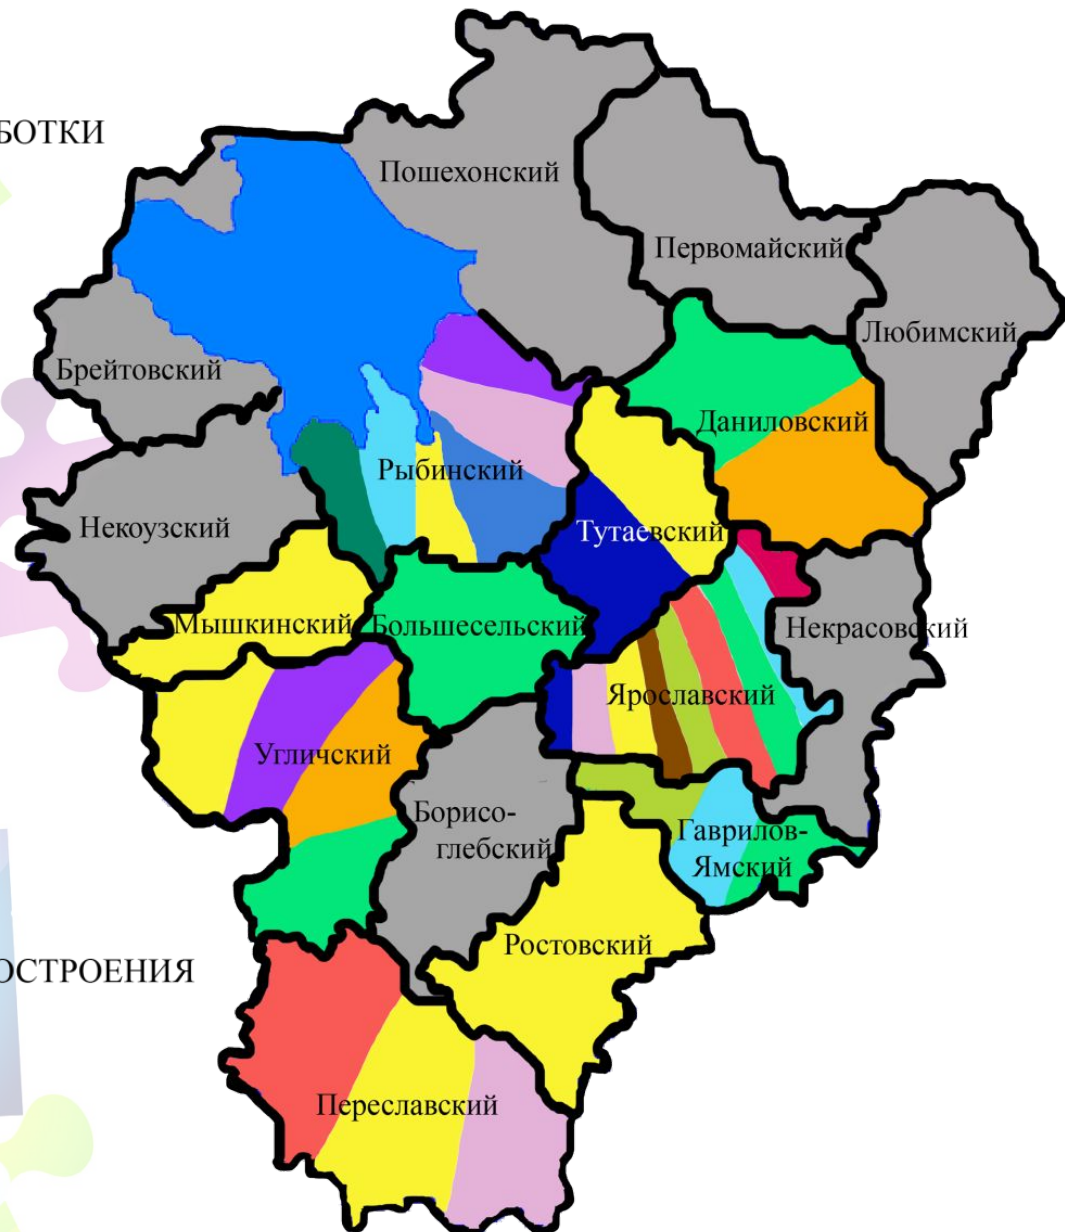 БОТКИ
Пошехонский
Первомайский
Любимский
Брейтовский
Даниловский
Рыбинский
Некоузский
Тутаевский
Мышкинский
Большесельский
Некрасовский
Ярославский
Угличский
Борисо-
глебский
Гаврилов-
Ямский
Ростовский
ОСТРОЕНИЯ
Переславский